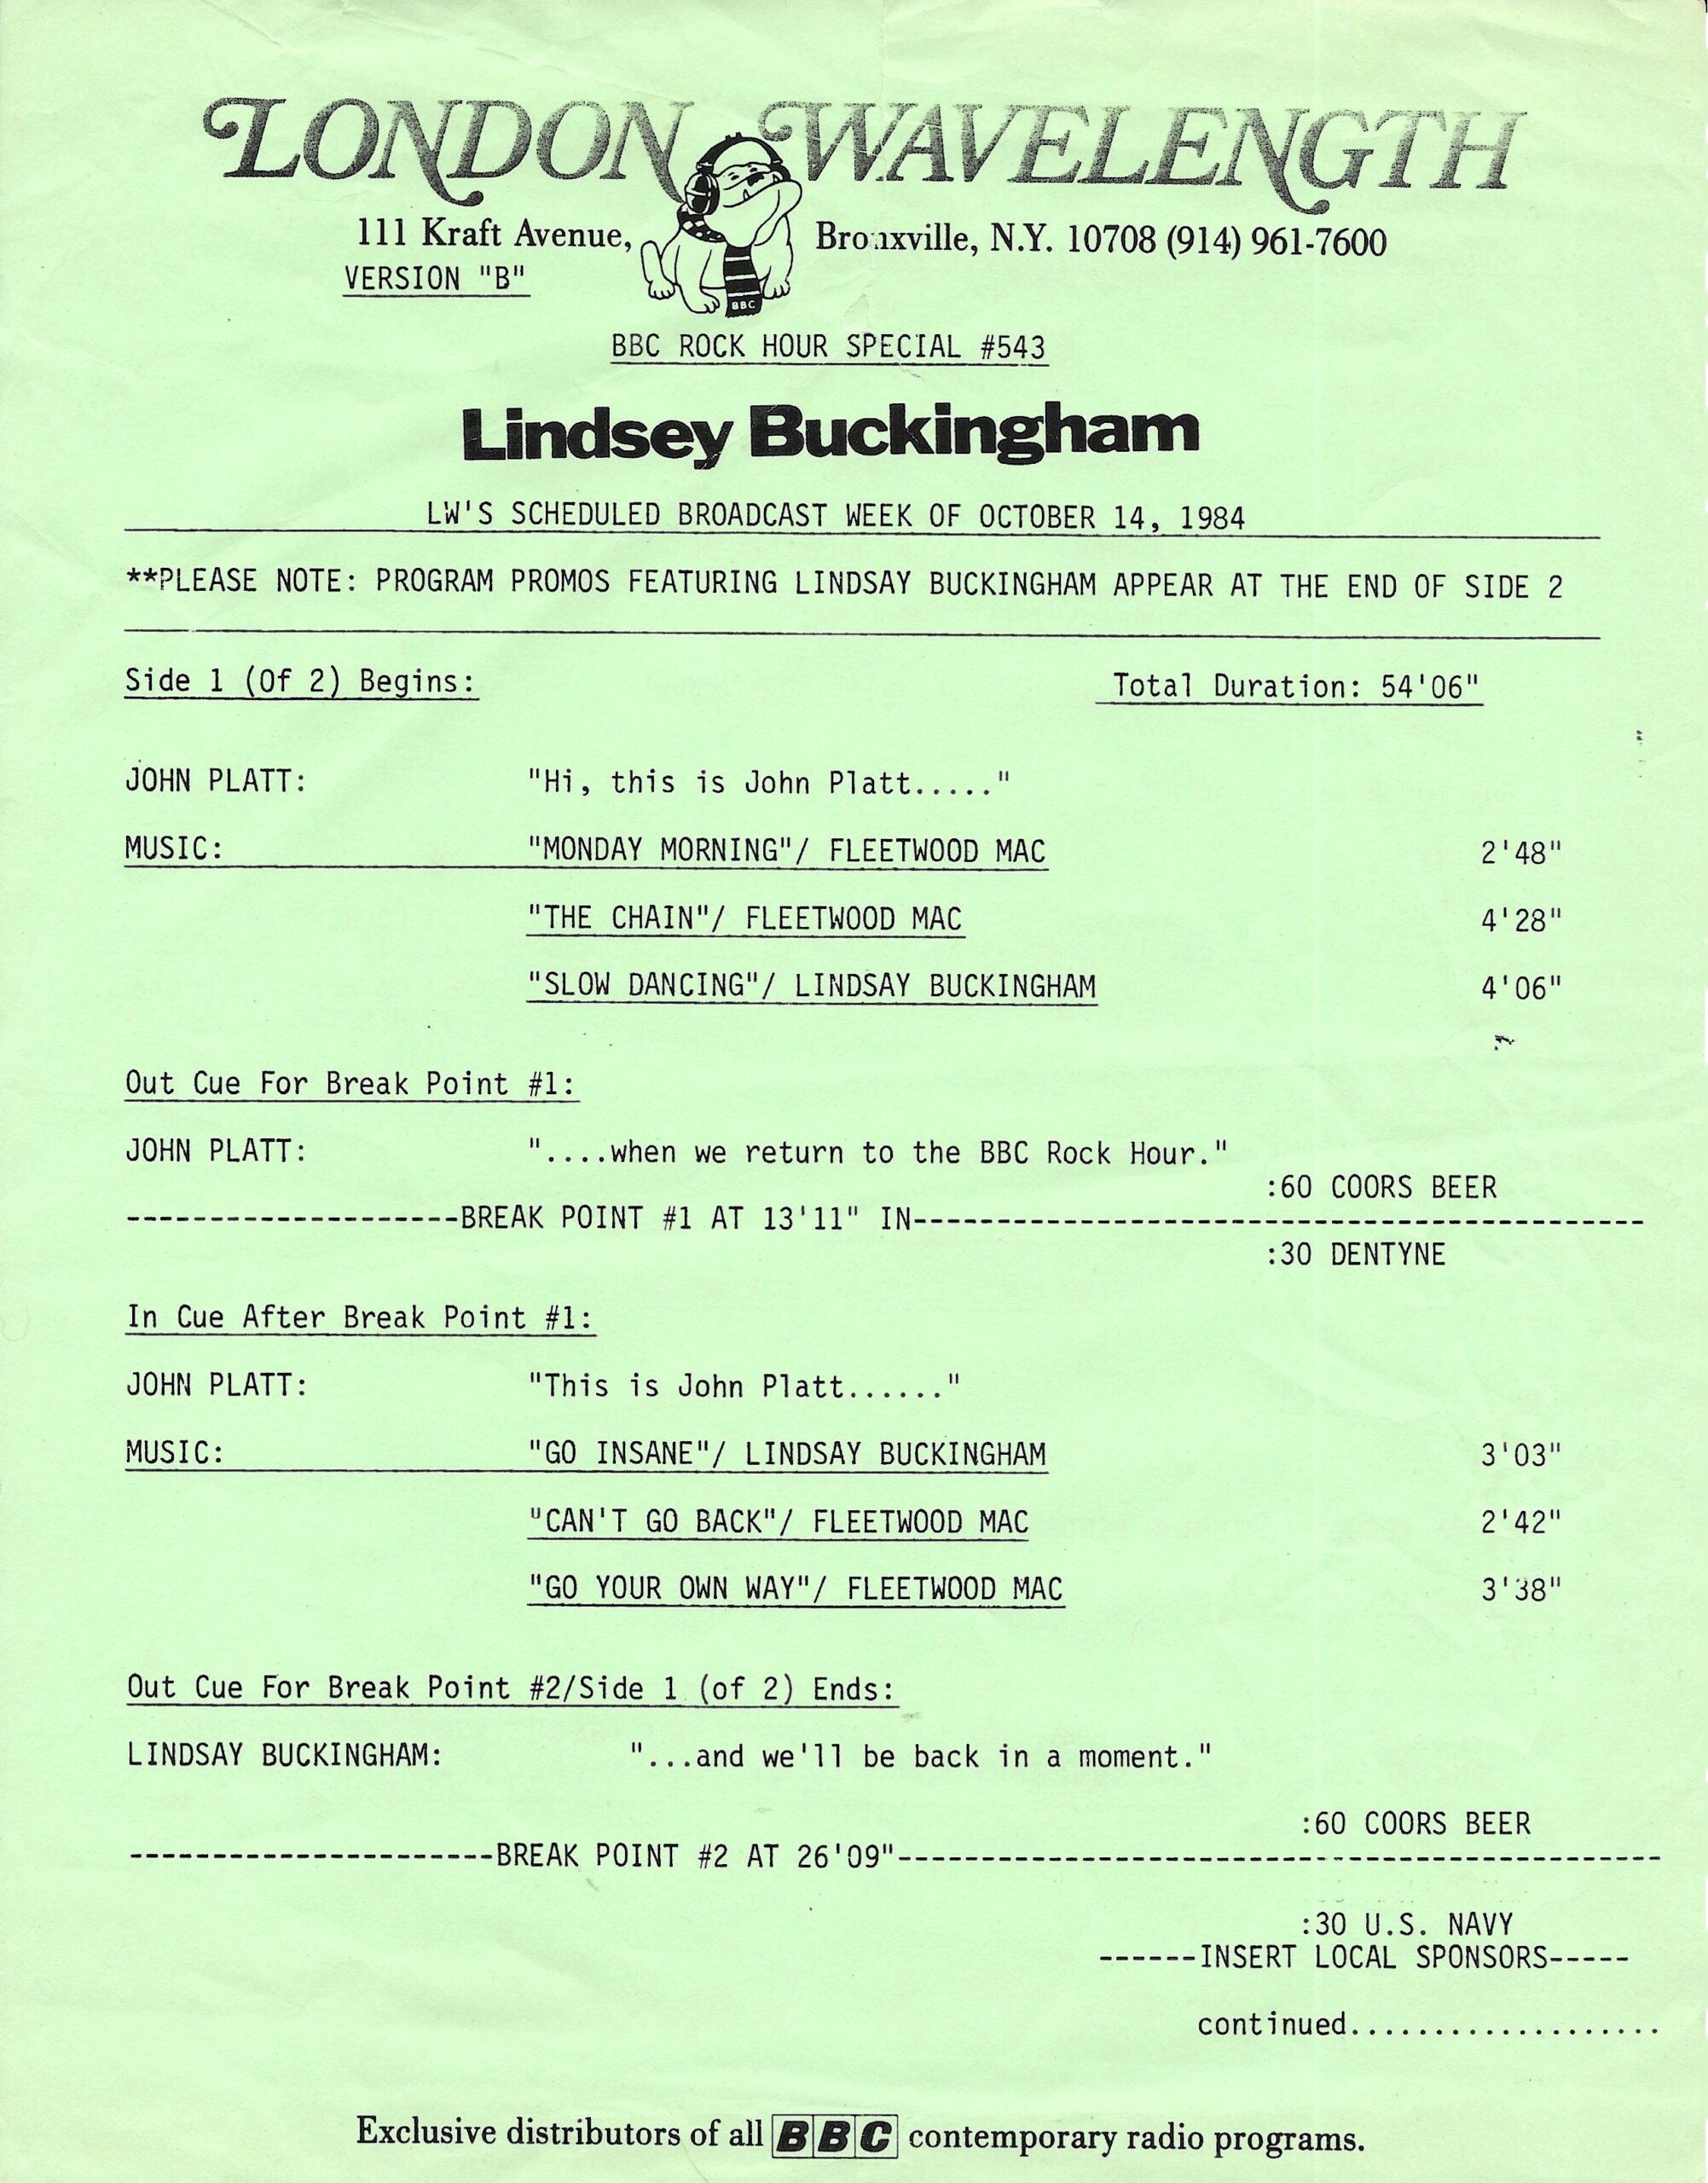 LONDON WAVELENGTH
111 Kraft Avenue, Bronxville, N.Y. 10708 (914) 961-7600
VERSION "B"
BBC
BBC ROCK HOUR SPECIAL #543
Lindsey Buckingham
LW'S SCHEDULED BROADCAST WEEK OF OCTOBER 14, 1984
**PLEASE NOTE: PROGRAM PROMOS FEATURING LINDSAY BUCKINGHAM APPEAR AT THE END OF SIDE 2
Side 1 (Of 2) Begins: Total Duration: 54'06"
JOHN PLATT: "Hi, this is John Platt....."
MUSIC: "MONDAY MORNING"/ FLEETWOOD MAC 2'48"
"THE CHAIN"/ FLEETWOOD MAC 4'28"
"SLOW DANCING"/ LINDSAY BUCKINGHAM 4'06"
Out Cue For Break Point #1:
JOHN PLATT: "....when we return to the BBC Rock Hour."
:60 COORS BEER
--------------------BREAK POINT #1 AT 13'11" IN--------------------------------------------
:30 DENTYNE
In Cue After Break Point #1:
JOHN PLATT: "This is John Platt......"
MUSIC: "GO INSANE"/ LINDSAY BUCKINGHAM 3'03"
"CAN'T GO BACK"/ FLEETWOOD MAC 2'42"
"GO YOUR OWN WAY"/ FLEETWOOD MAC 3'38"
Out Cue For Break Point #2/Side 1 (of 2) Ends:
LINDSAY BUCKINGHAM: "...and we'll be back in a moment."
:60 COORS BEER
----------------------BREAK POINT #2 AT 26'09"----------------------------------------------
:30 U.S. NAVY
------INSERT LOCAL SPONSORS-----
continued...................
Exclusive distributors of all BBC contemporary radio programs.